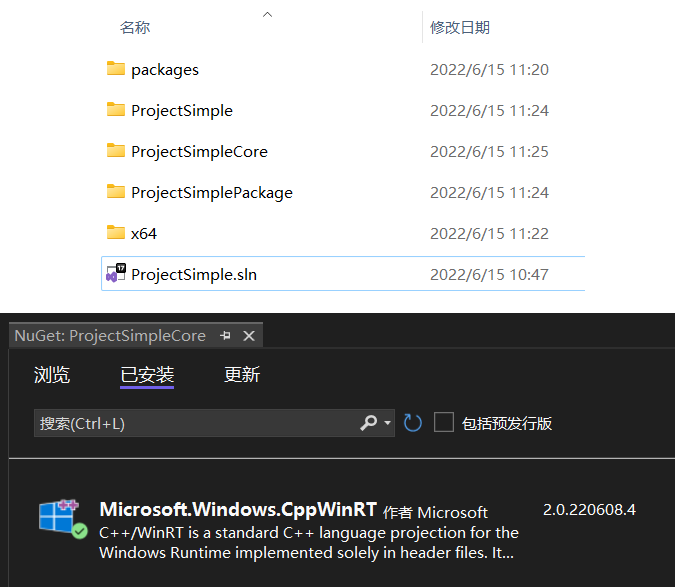 名称 修改日期
packages 2022/6/15 11:20
ProjectSimple 2022/6/15 11:24
ProjectSimpleCore 2022/6/15 11:25
ProjectSimplePackage 2022/6/15 11:24
x64 2022/6/15 11:22
17 ProjectSimple.sln 2022/6/15 10:47
NuGet: ProjectSimpleCore
浏览 已安装 更新
搜索(Ctrl+L) 包括预发行版
Microsoft.Windows.CppWinRT 作者 Microsoft 2.0.220608.4
C++/WinRT is a standard C++ language projection for the
Windows Runtime implemented solely in header files. It...